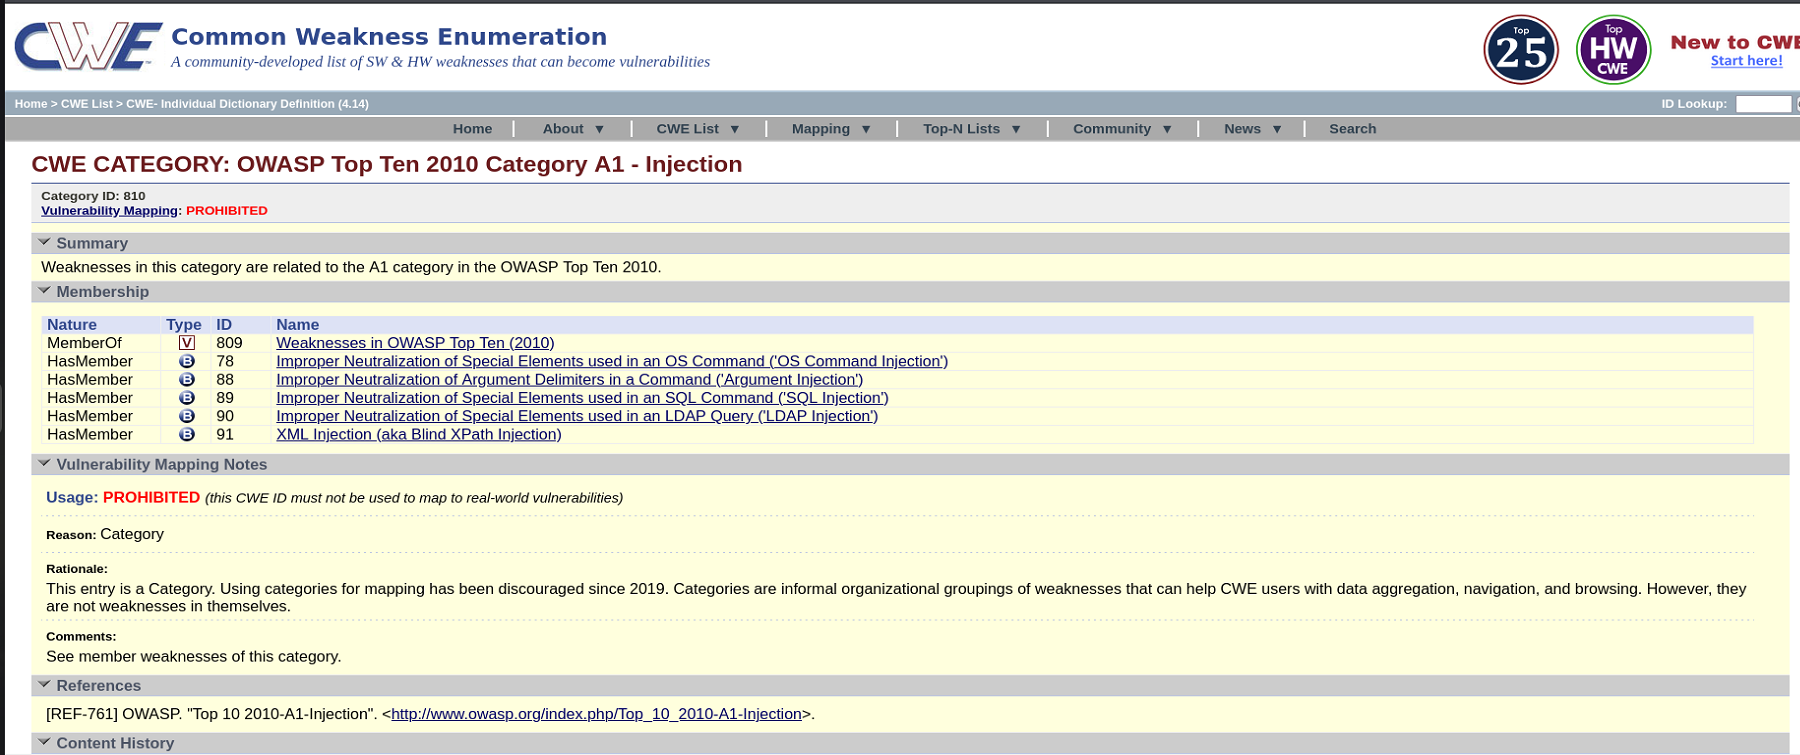 CWE
Common Weakness Enumeration
A community-developed list of SW & HW weaknesses that can become vulnerabilities
Top
25
Top
HW
CWE
New to CWE
Start here!
Home > CWE List > CWE- Individual Dictionary Definition (4.14)
ID Lookup:
Home | About ▼ | CWE List ▼ | Mapping ▼ | Top-N Lists ▼ | Community ▼ | News ▼ | Search
CWE CATEGORY: OWASP Top Ten 2010 Category A1 - Injection
Category ID: 810
Vulnerability Mapping: PROHIBITED
Summary
Weaknesses in this category are related to the A1 category in the OWASP Top Ten 2010.
Membership
Nature Type ID Name
MemberOf V 809 Weaknesses in OWASP Top Ten (2010)
HasMember B 78 Improper Neutralization of Special Elements used in an OS Command ('OS Command Injection')
HasMember B 88 Improper Neutralization of Argument Delimiters in a Command ('Argument Injection')
HasMember B 89 Improper Neutralization of Special Elements used in an SQL Command ('SQL Injection')
HasMember B 90 Improper Neutralization of Special Elements used in an LDAP Query ('LDAP Injection')
HasMember B 91 XML Injection (aka Blind XPath Injection)
Vulnerability Mapping Notes
Usage: PROHIBITED (this CWE ID must not be used to map to real-world vulnerabilities)
Reason: Category
Rationale:
This entry is a Category. Using categories for mapping has been discouraged since 2019. Categories are informal organizational groupings of weaknesses that can help CWE users with data aggregation, navigation, and browsing. However, they
are not weaknesses in themselves.
Comments:
See member weaknesses of this category.
References
[REF-761] OWASP. "Top 10 2010-A1-Injection". <http://www.owasp.org/index.php/Top_10_2010-A1-Injection>.
Content History